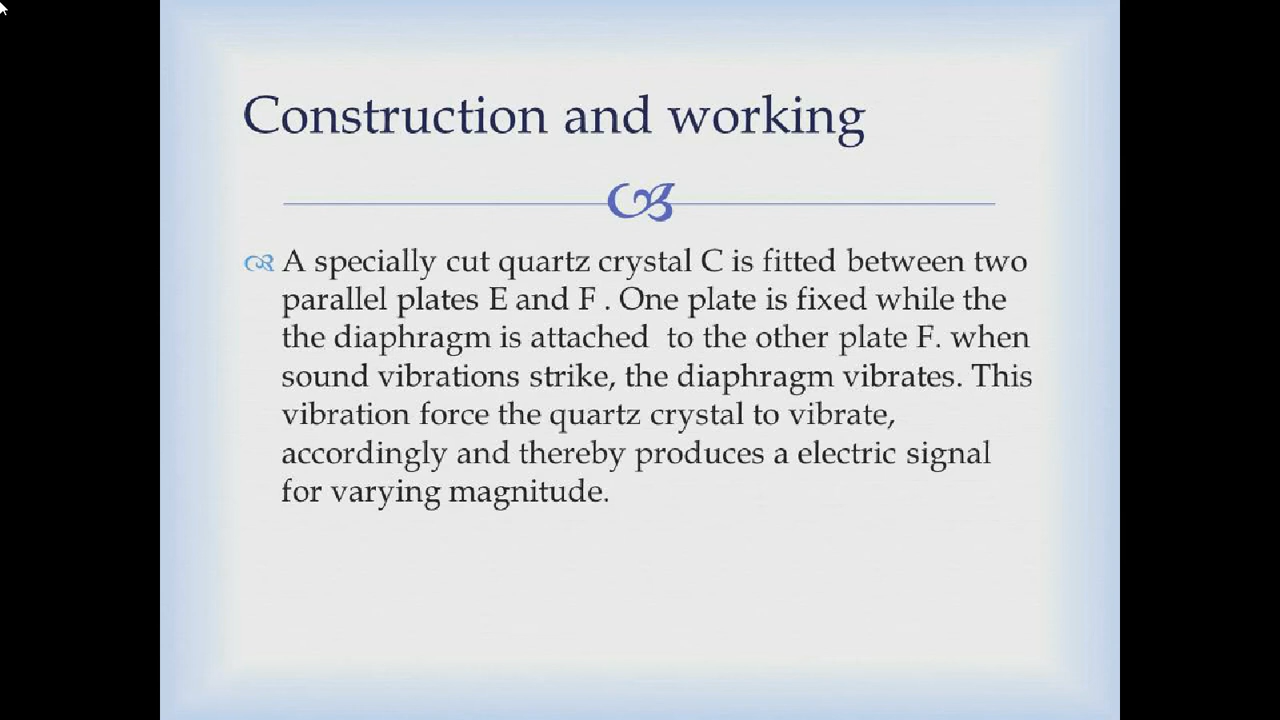 Construction and working
A specially cut quartz crystal C is fitted between two
parallel plates E and F . One plate is fixed while the
the diaphragm is attached  to the other plate F. when
sound vibrations strike, the diaphragm vibrates. This
vibration force the quartz crystal to vibrate,
accordingly and thereby produces a electric signal
for varying magnitude.